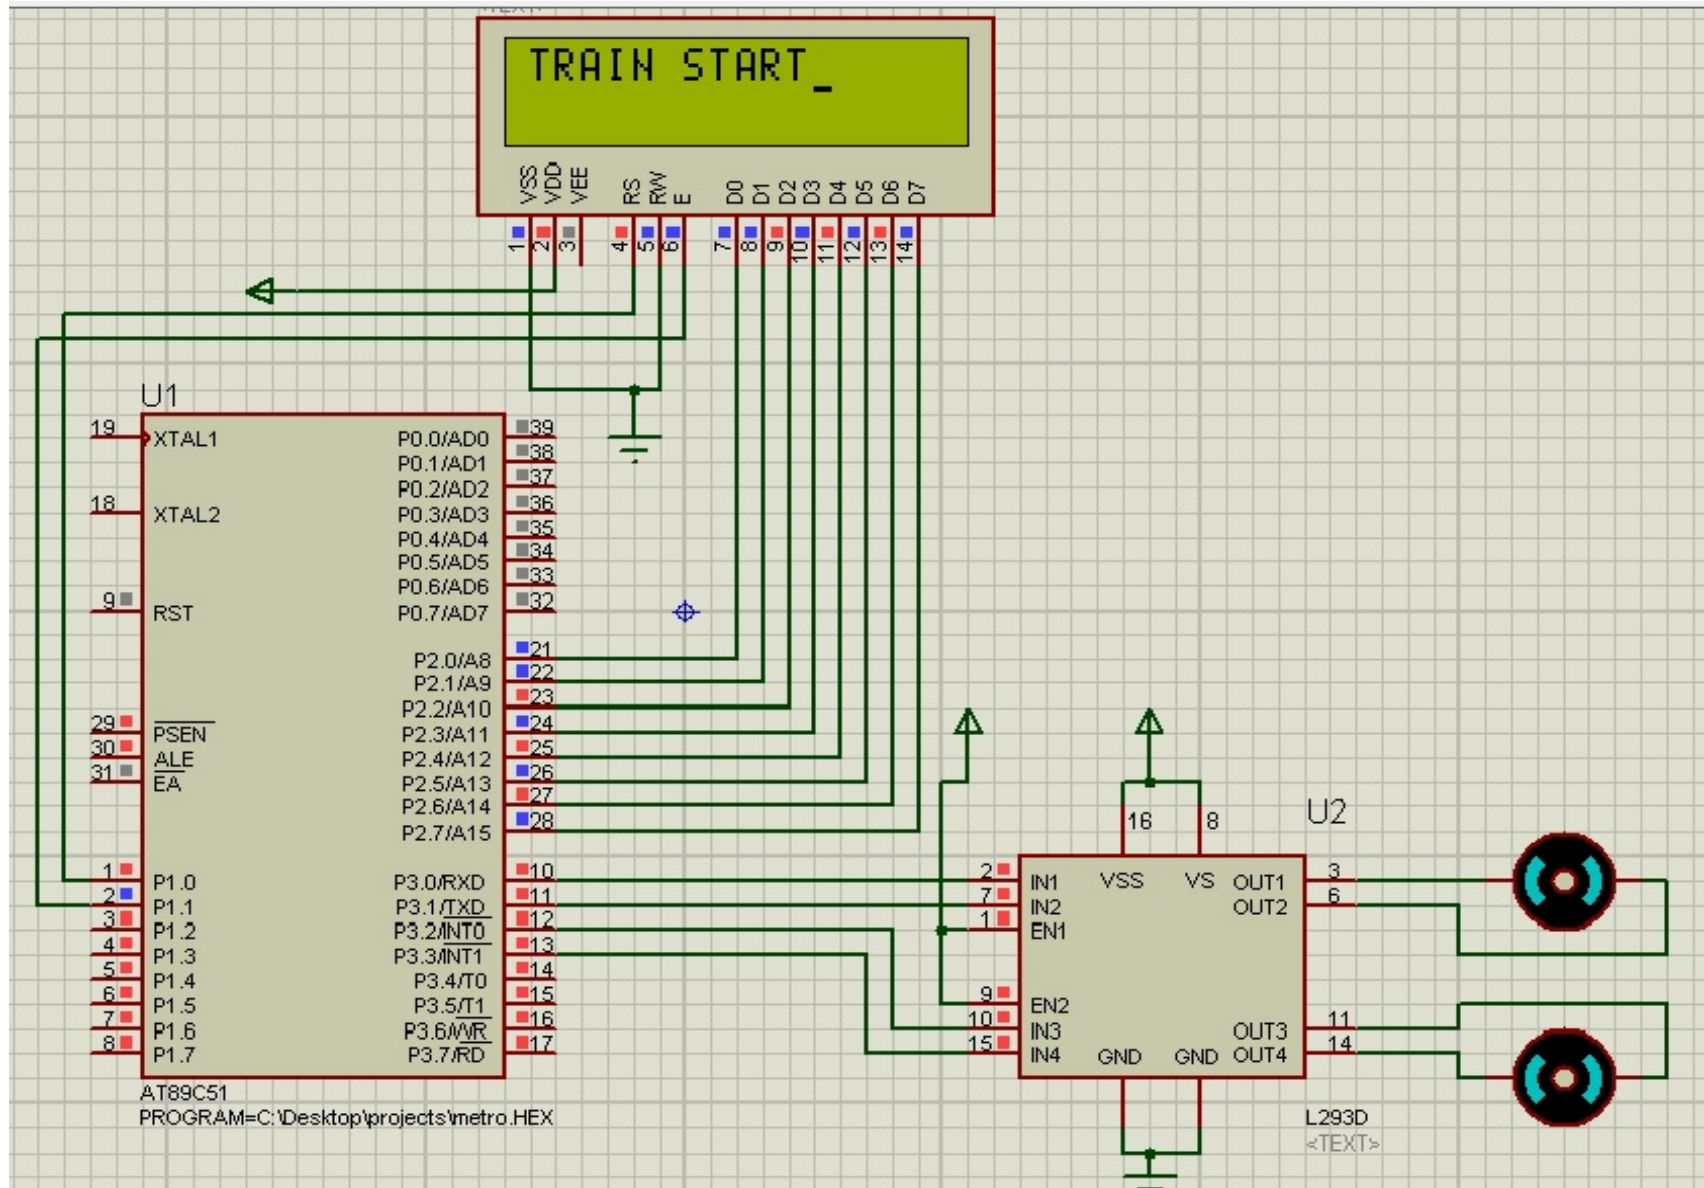 TRAIN START_
VSS VDD VEE RS RW E D0 D1 D2 D3 D4 D5 D6 D7
1 2 3 4 5 6 7 8 9 10 11 12 13 14
U1
19 XTAL1
18 XTAL2
9 RST
29 PSEN
30 ALE
31 EA
1 P1.0
2 P1.1
3 P1.2
4 P1.3
5 P1.4
6 P1.5
7 P1.6
8 P1.7
P0.0/AD0 39
P0.1/AD1 38
P0.2/AD2 37
P0.3/AD3 36
P0.4/AD4 35
P0.5/AD5 34
P0.6/AD6 33
P0.7/AD7 32
P2.0/A8 21
P2.1/A9 22
P2.2/A10 23
P2.3/A11 24
P2.4/A12 25
P2.5/A13 26
P2.6/A14 27
P2.7/A15 28
P3.0/RXD 10
P3.1/TXD 11
P3.2/INT0 12
P3.3/INT1 13
P3.4/T0 14
P3.5/T1 15
P3.6/WR 16
P3.7/RD 17
AT89C51
PROGRAM=C:\Desktop\projects\metro.HEX
U2
16 8
VSS VS
2 IN1
7 IN2
1 EN1
9 EN2
10 IN3
15 IN4
OUT1 3
OUT2 6
OUT3 11
OUT4 14
GND GND
L293D
<TEXT>